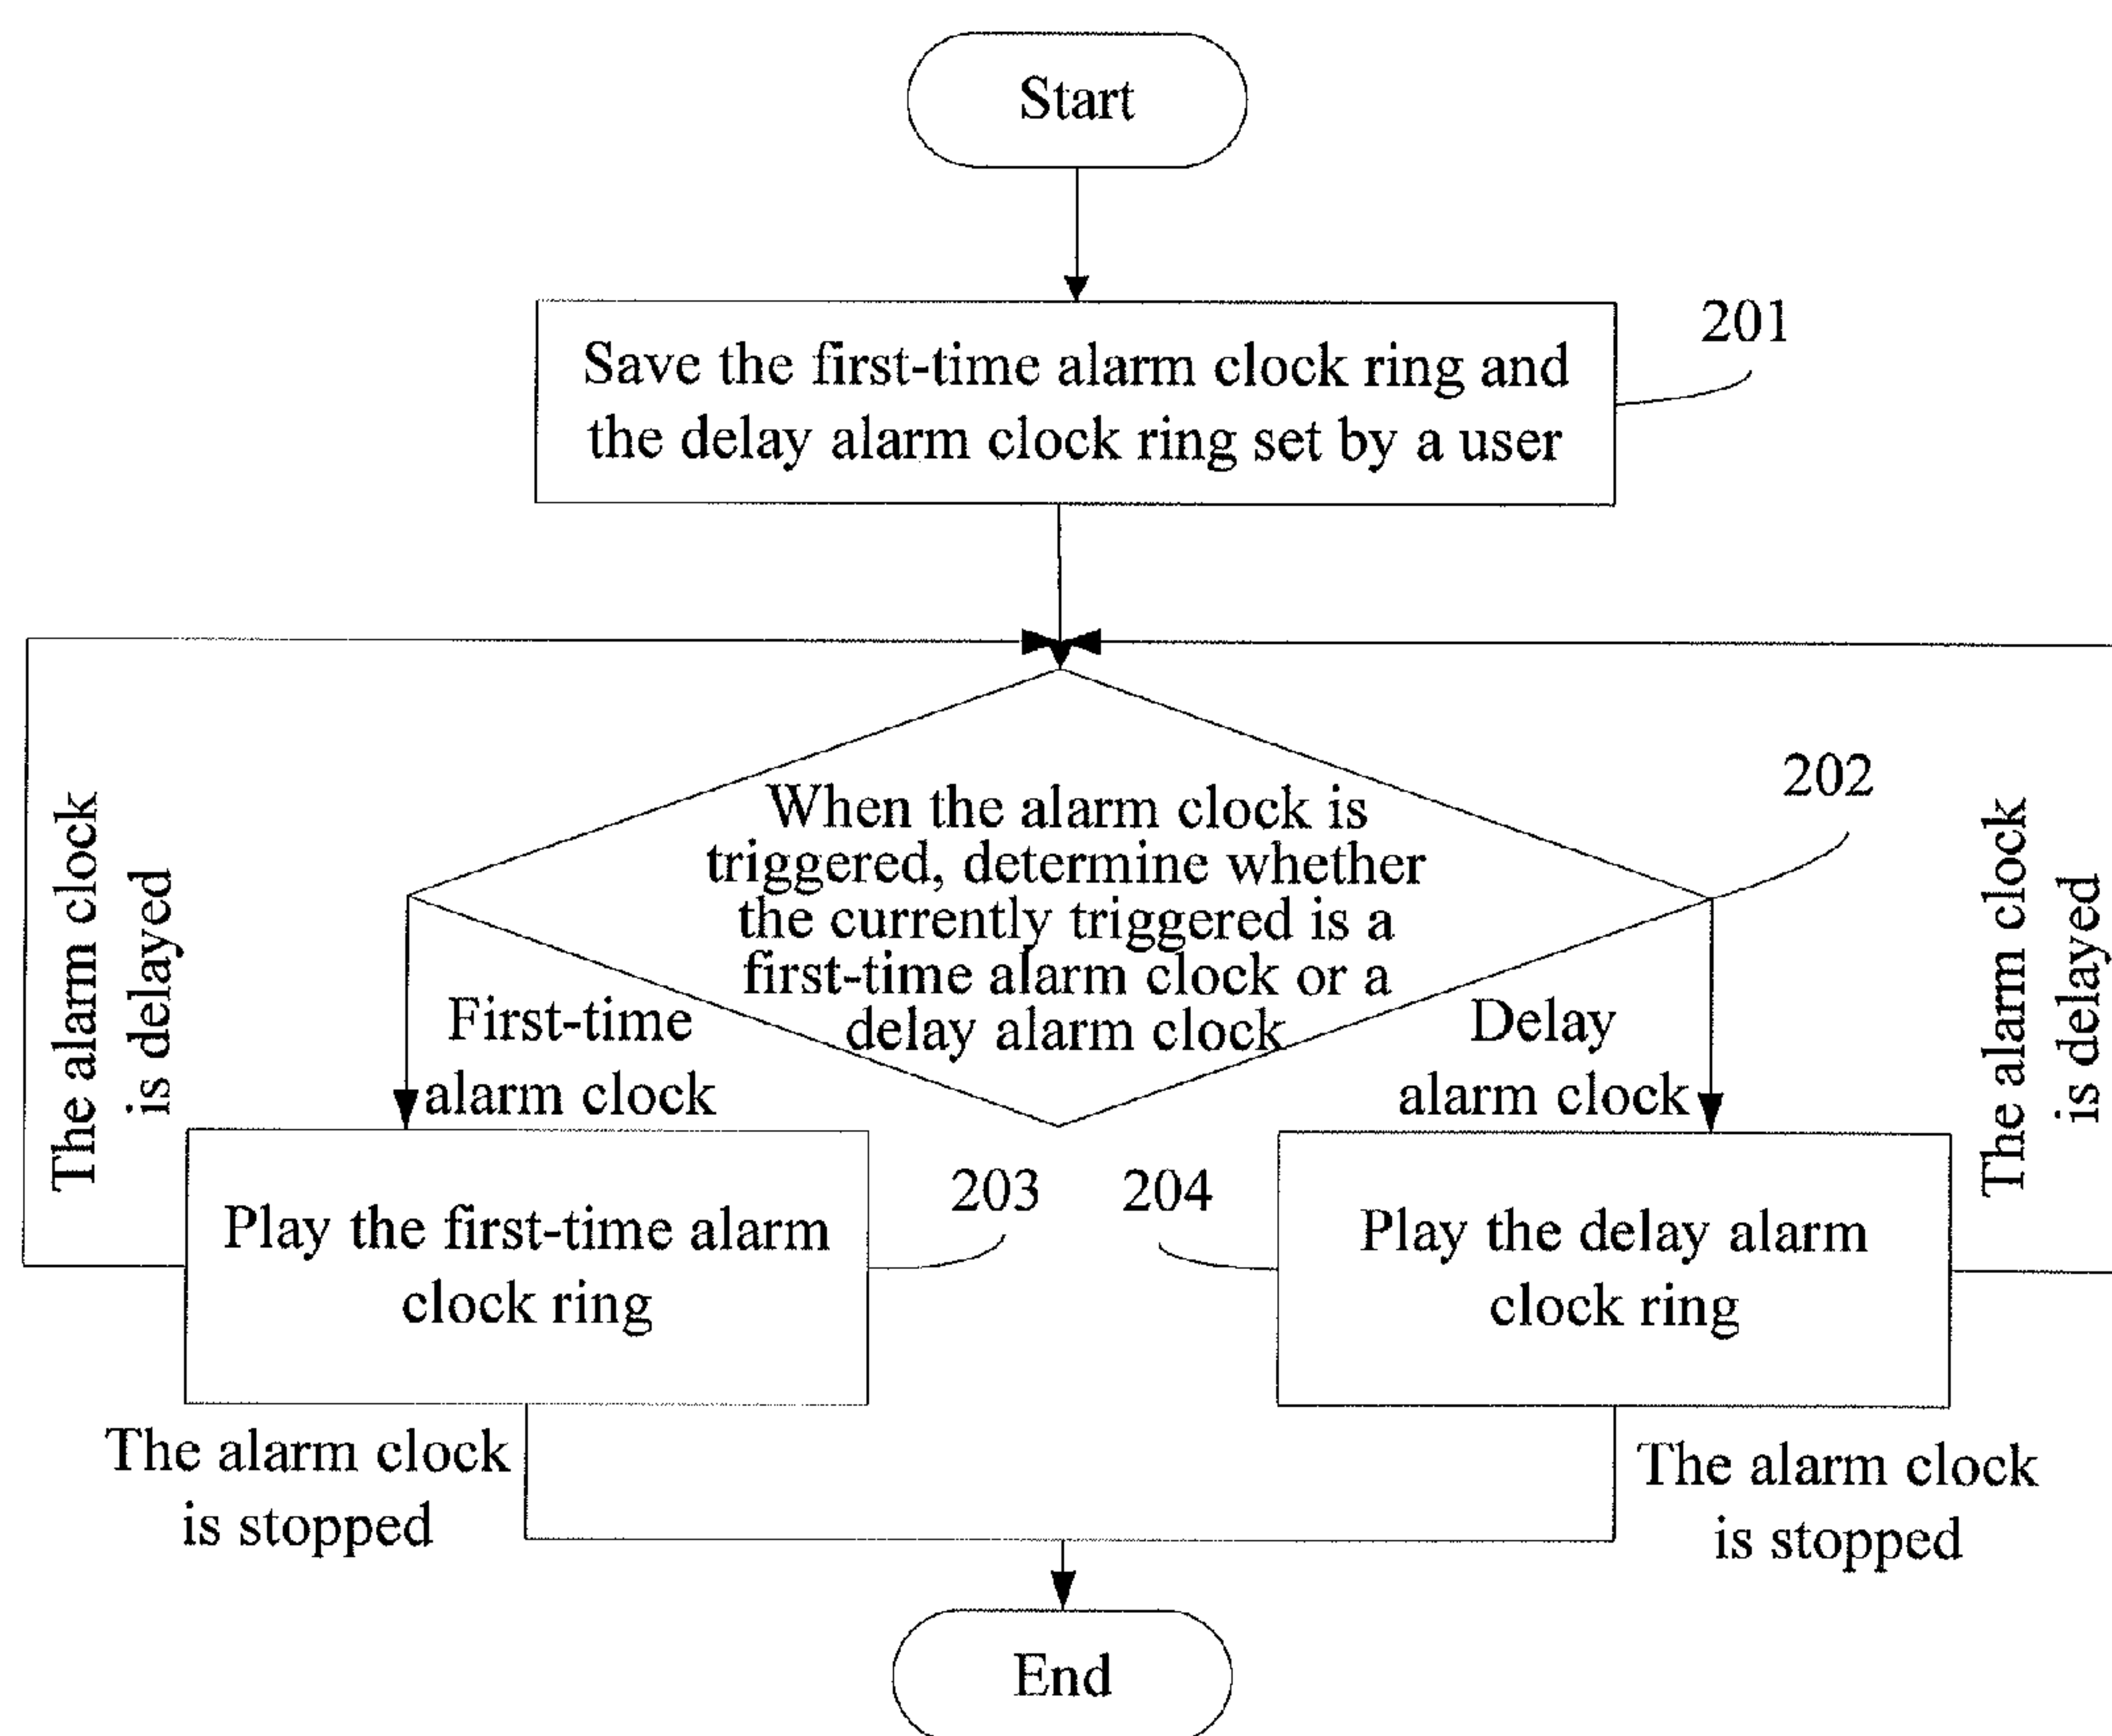 Start
201
Save the first-time alarm clock ring and
the delay alarm clock ring set by a user
202
When the alarm clock is
triggered, determine whether
the currently triggered is a
first-time alarm clock or a
delay alarm clock
The alarm clock
is delayed
First-time
alarm clock
Delay
alarm clock
The alarm clock
is delayed
203
204
Play the first-time alarm
clock ring
Play the delay alarm
clock ring
The alarm clock
is stopped
The alarm clock
is stopped
End